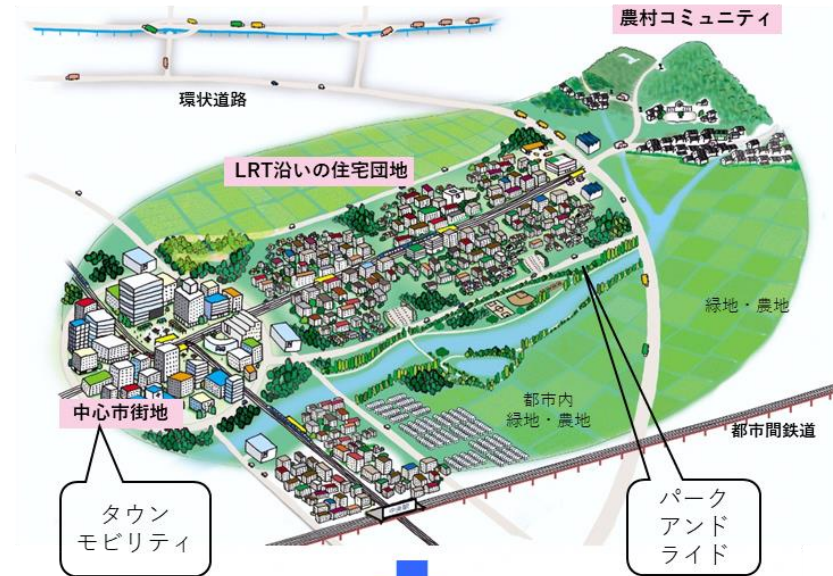 農村コミュニティ
環状道路
LRT沿いの住宅団地
緑地・農地
都市内
緑地・農地
中心市街地
都市間鉄道
タウン
モビリティ
パーク
アンド
ライド